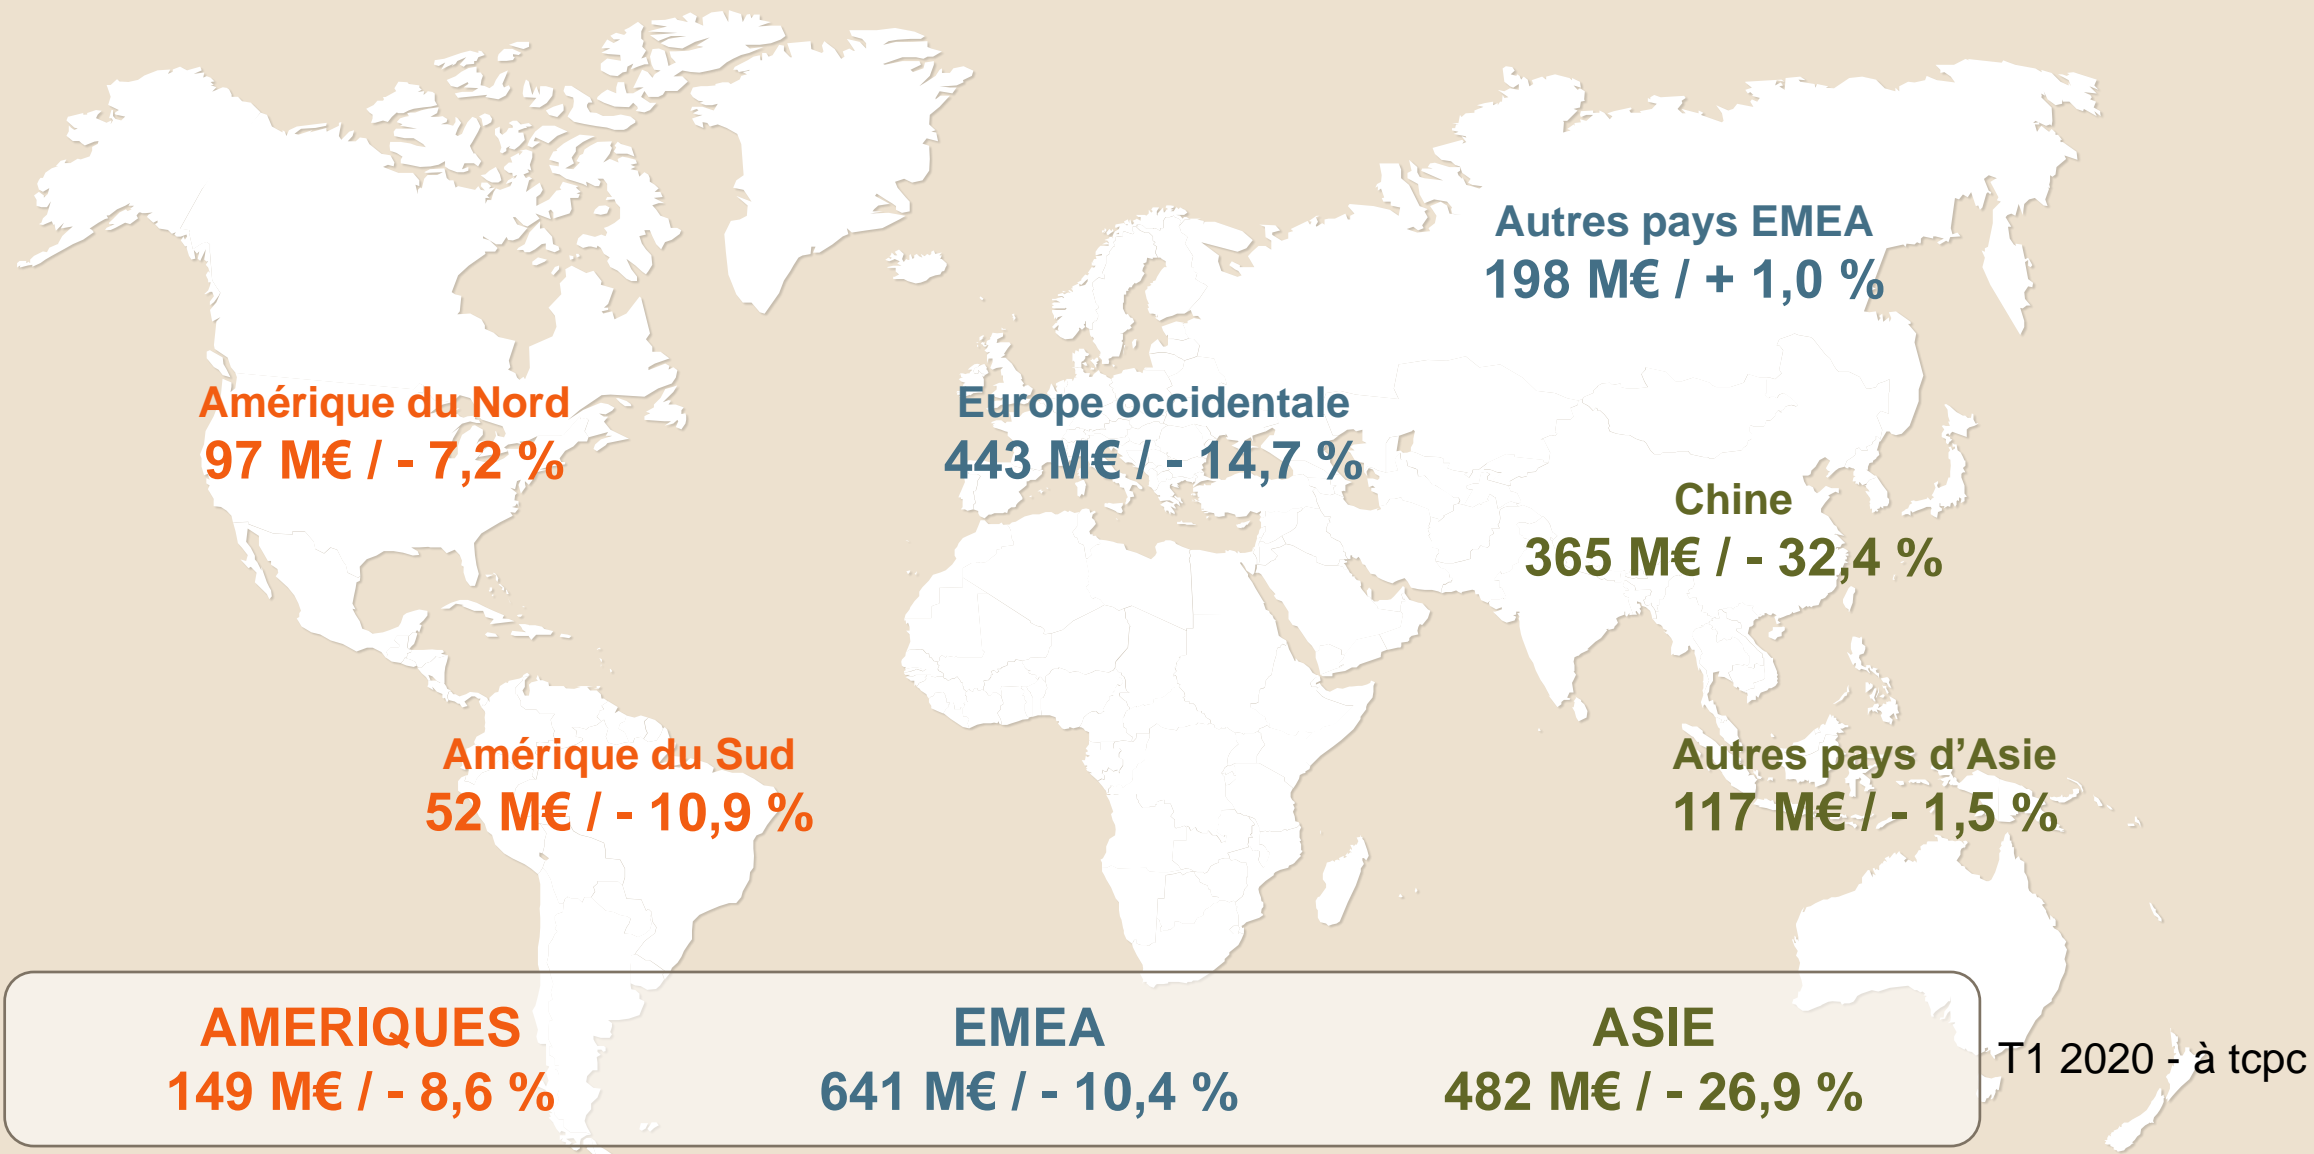 Autres pays EMEA
198 M€ / + 1,0 %
Amérique du Nord
97 M€ / - 7,2 %
Europe occidentale
443 M€ / - 14,7 %
Chine
365 M€ / - 32,4 %
Amérique du Sud
52 M€ / - 10,9 %
Autres pays d’Asie
117 M€ / - 1,5 %
AMERIQUES
149 M€ / - 8,6 %
EMEA
641 M€ / - 10,4 %
ASIE
482 M€ / - 26,9 %
T1 2020 - à tcpc